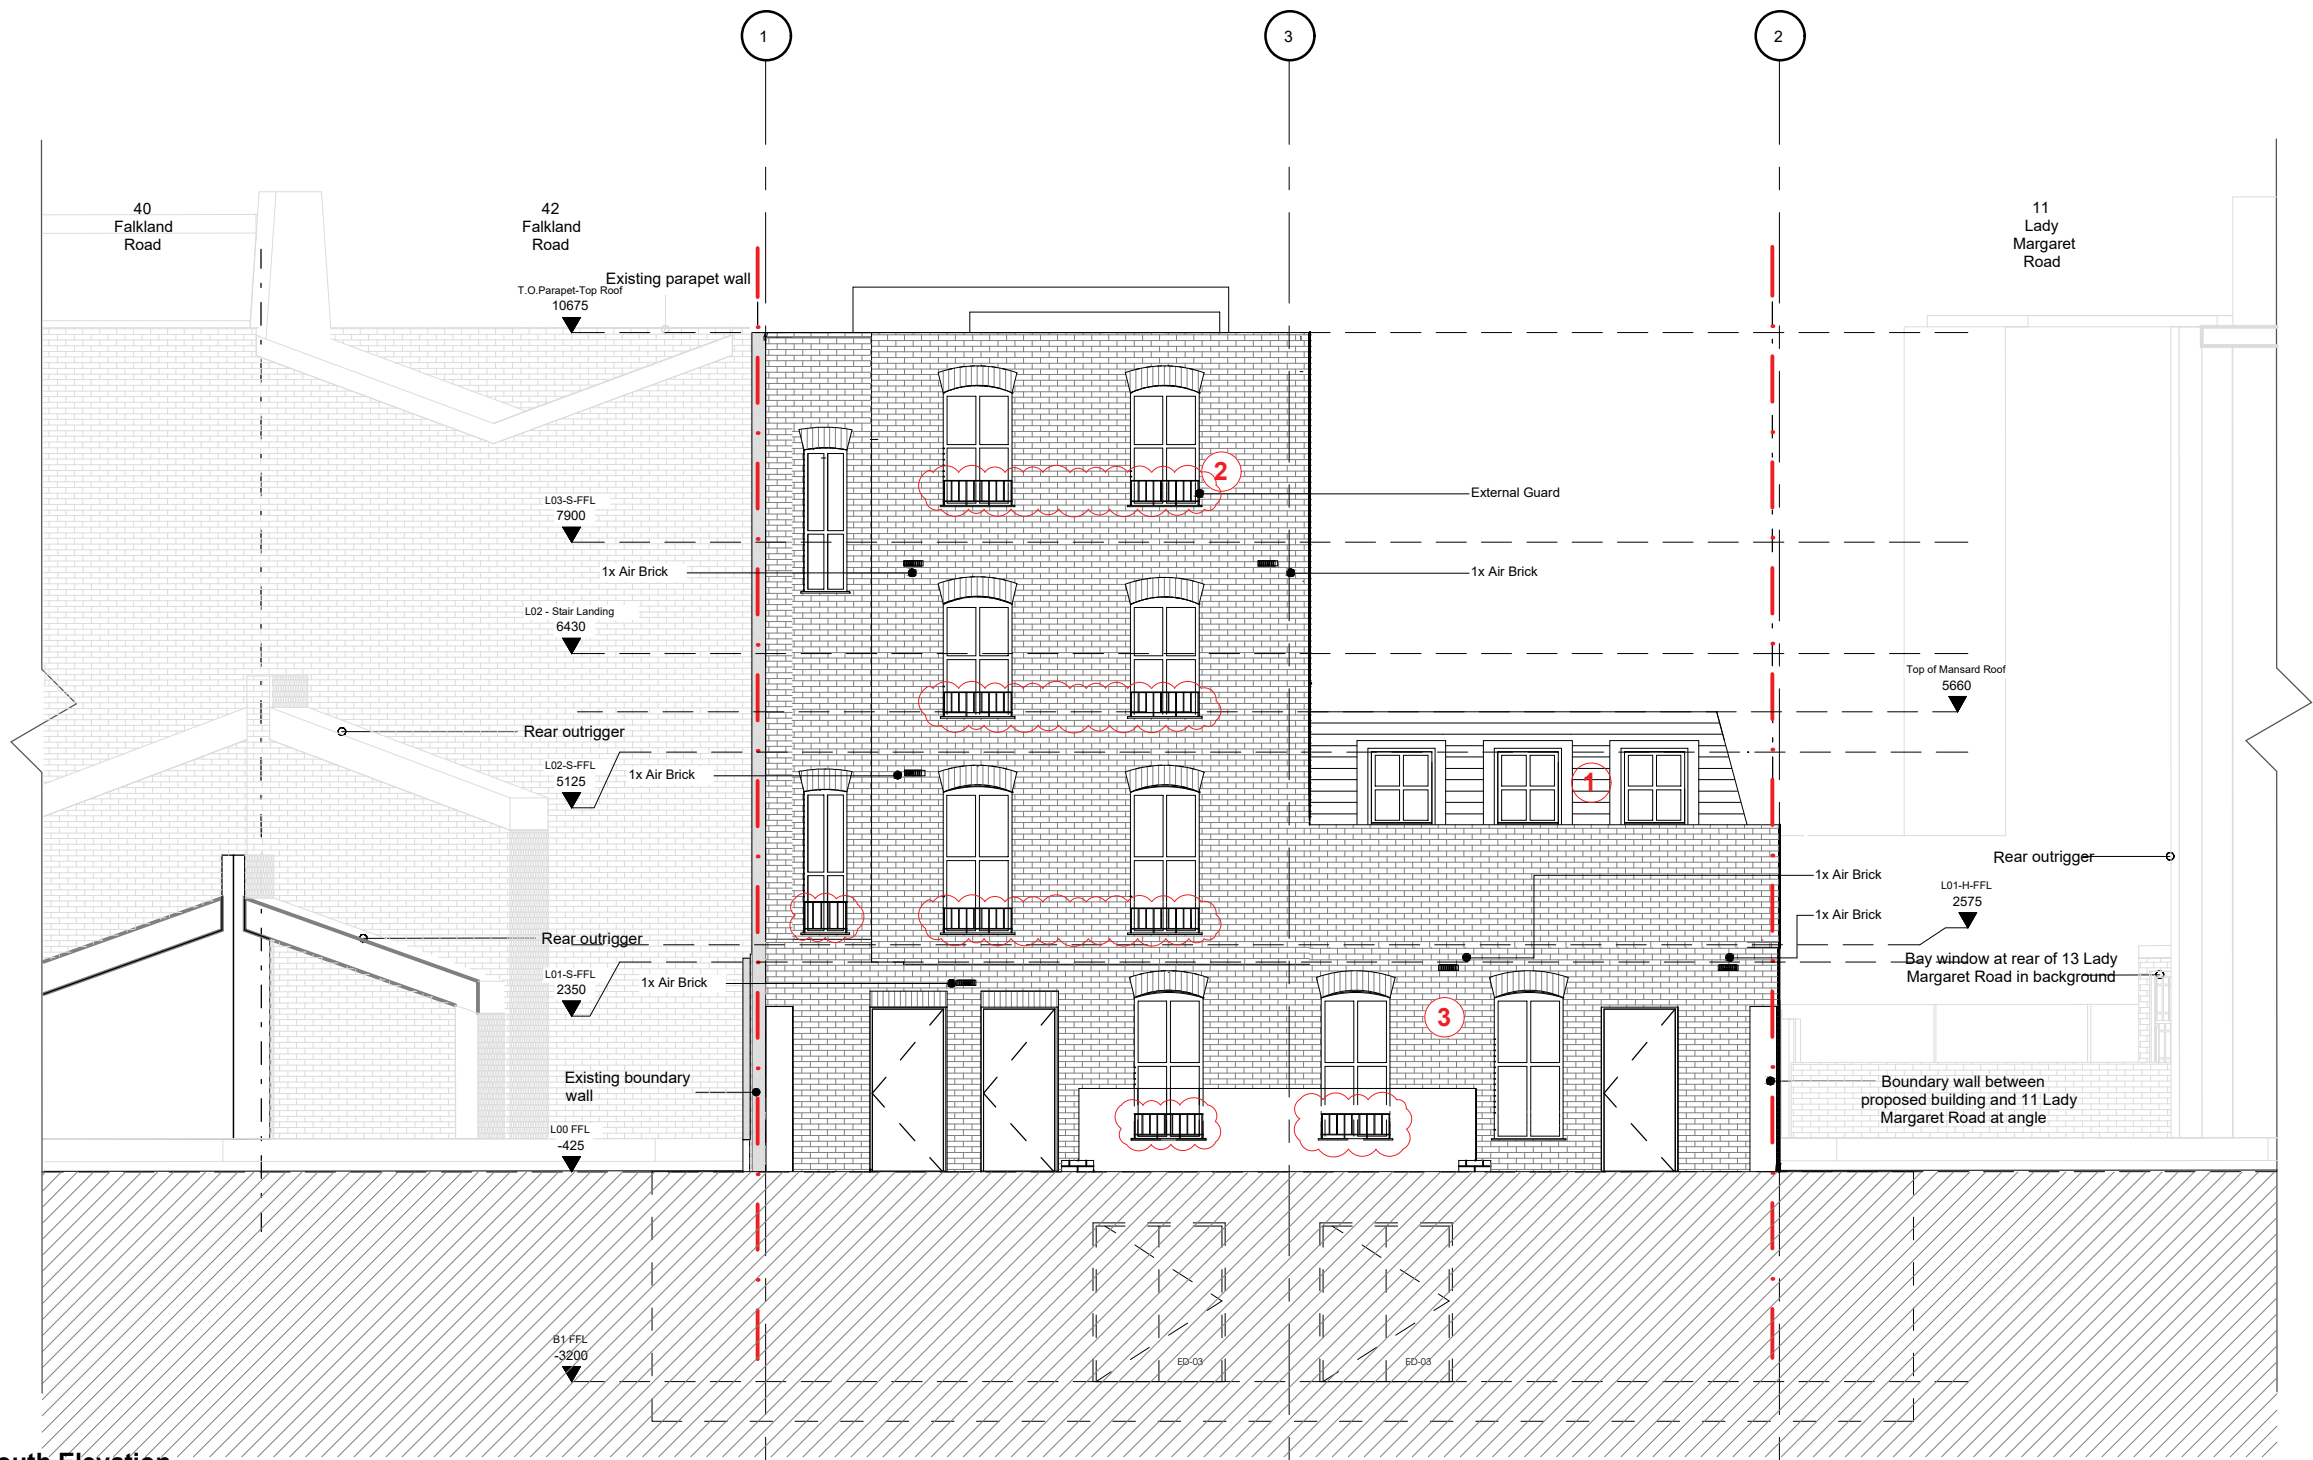 1
3
2
40
Falkland
Road
42
Falkland
Road
11
Lady
Margaret
Road
Existing parapet wall
T.O.Parapet-Top Roof
10675
2
L03-S-FFL
7900
External Guard
1x Air Brick
1x Air Brick
L02 - Stair Landing
6430
Top of Mansard Roof
5660
Rear outrigger
L02-S-FFL
5125
1x Air Brick
1
Rear outrigger
1x Air Brick
L01-H-FFL
2575
1x Air Brick
Rear outrigger
Bay window at rear of 13 Lady
Margaret Road in background
L01-S-FFL
2350
1x Air Brick
3
Existing boundary
wall
Boundary wall between
proposed building and 11 Lady
Margaret Road at angle
L00 FFL
-425
B1 FFL
-3200
ED-03
ED-03
outh Elevation